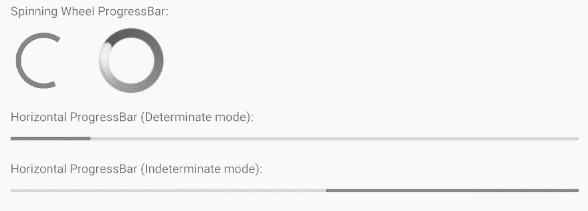 Spinning Wheel ProgressBar:
Horizontal ProgressBar (Determinate mode):
Horizontal ProgressBar (Indeterminate mode):